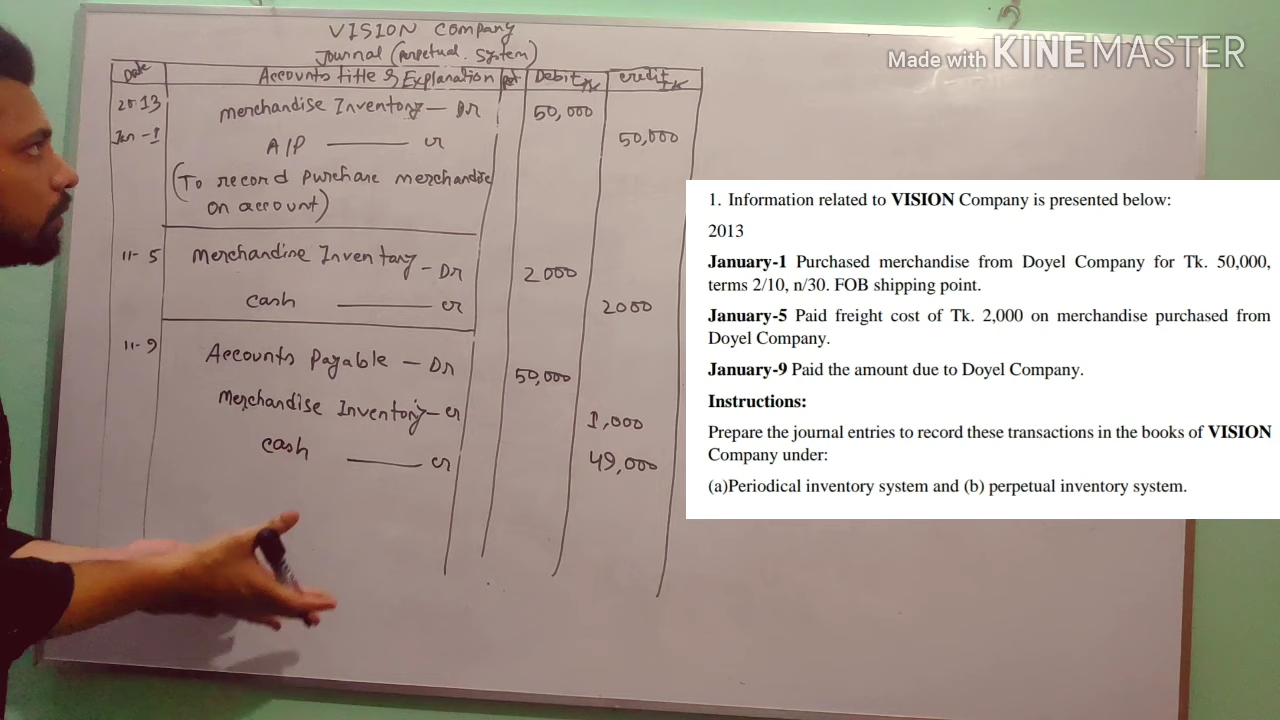 VISION Company
Journal (perpetual system)
Made with KINEMASTER
Date Accounts title & Explanation Ref Debit Tk credit Tk
2013 merchandise Inventory — Dr 50,000
Jan -1 A/P — cr 50,000
(To record purchase merchandise
on account)
11- 5 Merchandise Inventory - Dr 2000
cash — cr 2000
11- 9 Accounts Payable — Dr 50,000
Merchandise Inventory - cr 1,000
cash — cr 49,000
1. Information related to VISION Company is presented below:
2013
January-1 Purchased merchandise from Doyel Company for Tk. 50,000,
terms 2/10, n/30. FOB shipping point.
January-5 Paid freight cost of Tk. 2,000 on merchandise purchased from
Doyel Company.
January-9 Paid the amount due to Doyel Company.
Instructions:
Prepare the journal entries to record these transactions in the books of VISION
Company under:
(a)Periodical inventory system and (b) perpetual inventory system.